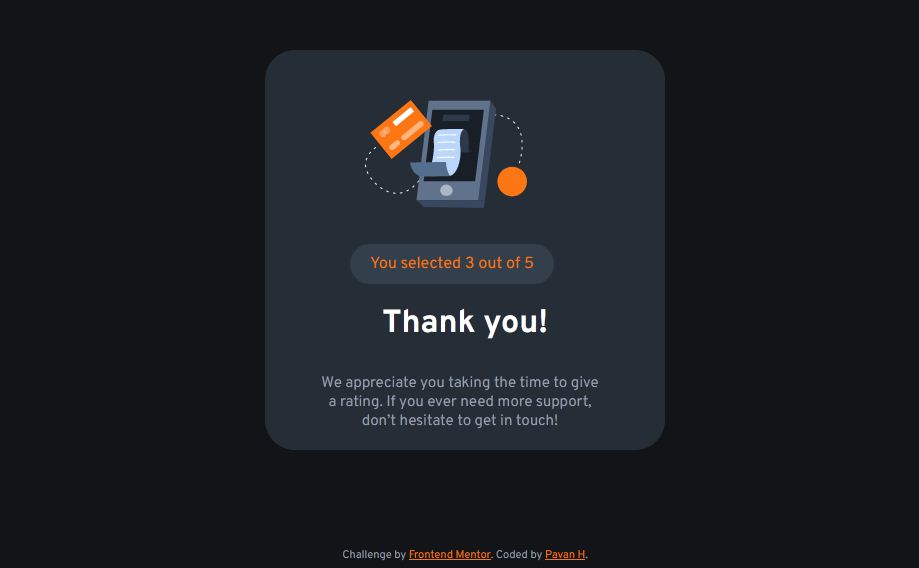 You selected 3 out of 5
Thank you!
We appreciate you taking the time to give
a rating. If you ever need more support,
don’t hesitate to get in touch!
Challenge by Frontend Mentor. Coded by Pavan H.